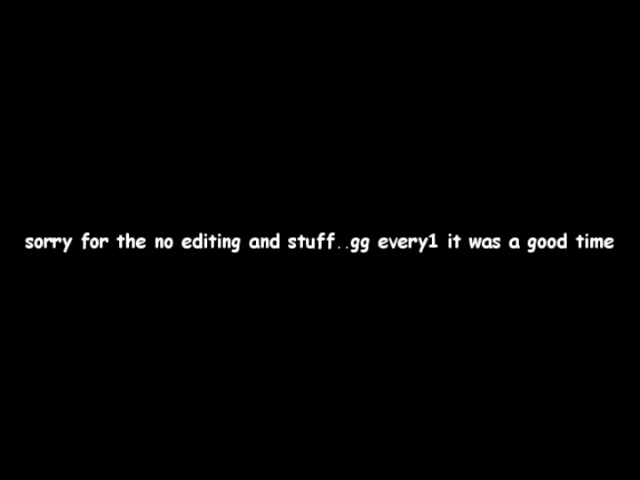 sorry for the no editing and stuff..gg every1 it was a good time